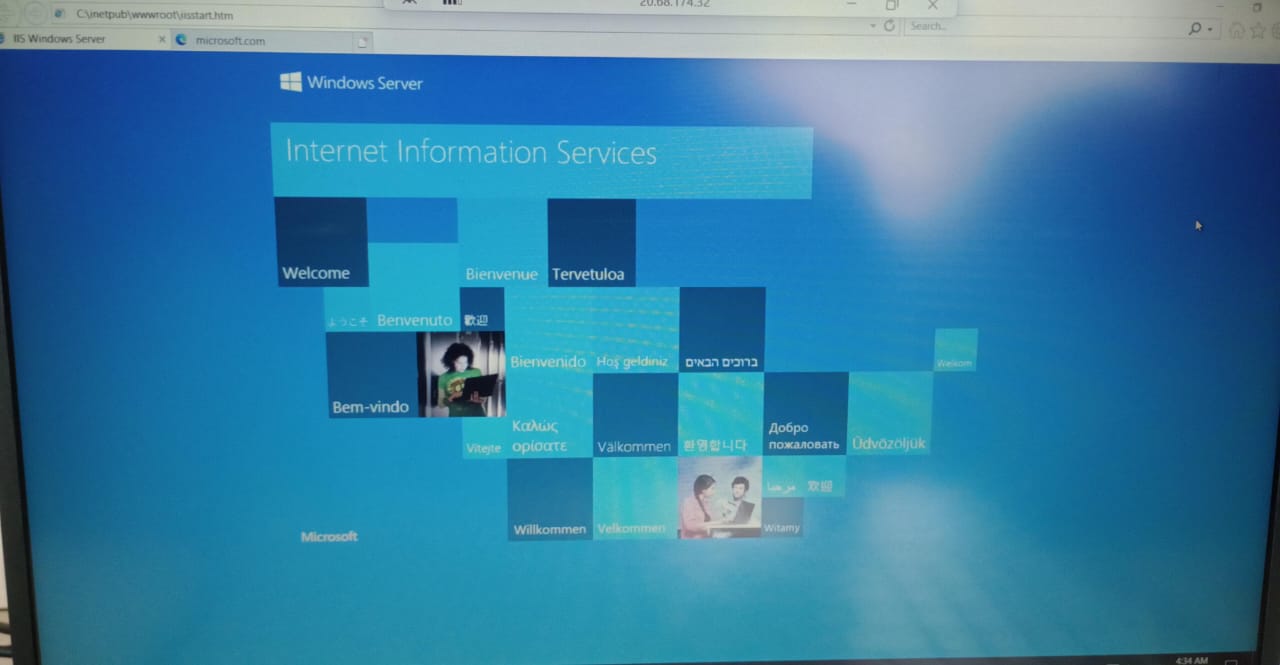 20.68.174.32
C:\inetpub\wwwroot\iisstart.htm
Search...
IIS Windows Server
microsoft.com
Windows Server
Internet Information Services
Welcome
Bienvenue
Tervetuloa
ようこそ
Benvenuto
歡迎
Bienvenido
Hoş geldiniz
ברוכים הבאים
Welkom
Bem-vindo
Vítejte
Καλώς
ορίσατε
Välkommen
환영합니다
Добро
пожаловать
Üdvözöljük
Willkommen
Velkommen
مرحبا
欢迎
Witamy
Microsoft
4:34 AM